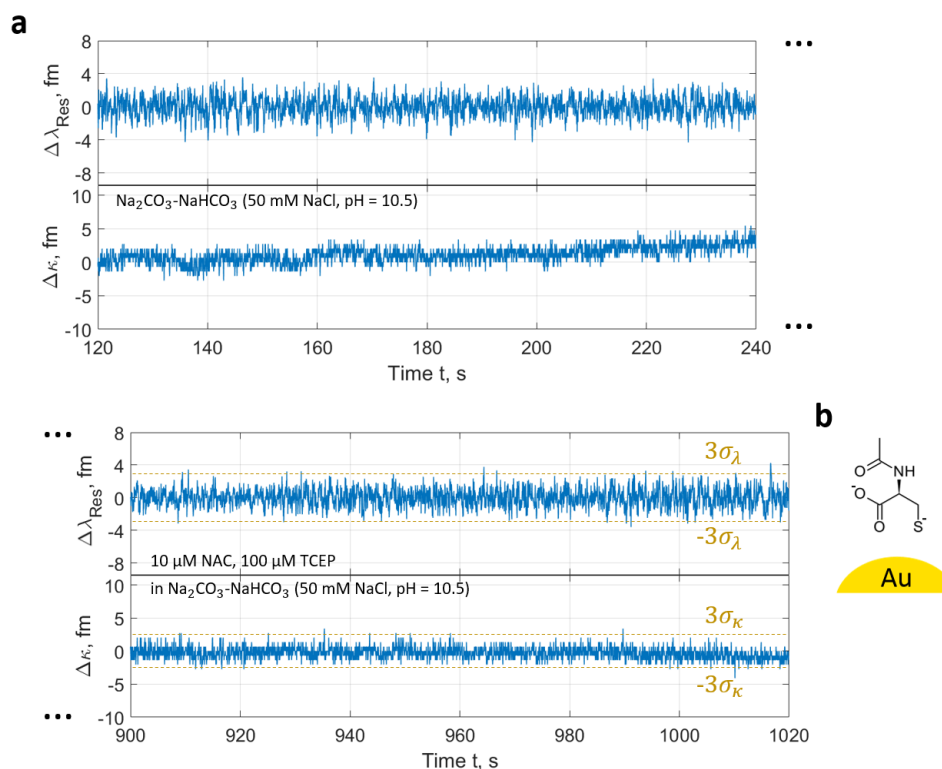 a
...
8
4
0
-4
-8
Δ λRes, fm
Na2CO3-NaHCO3 (50 mM NaCl, pH = 10.5)
10
5
0
-5
-10
Δκ, fm
...
120 140 160 180 200 220 240
Time t, s
...
8
4
0
-4
-8
ΔλRes, fm
3σλ
-3σλ
10 µM NAC, 100 µM TCEP
in Na2CO3-NaHCO3 (50 mM NaCl, pH = 10.5)
10
5
0
-5
-10
Δκ, fm
3σκ
-3σκ
...
900 920 940 960 980 1000 1020
Time t, s
b
O
NH
-O
O
S-
Au